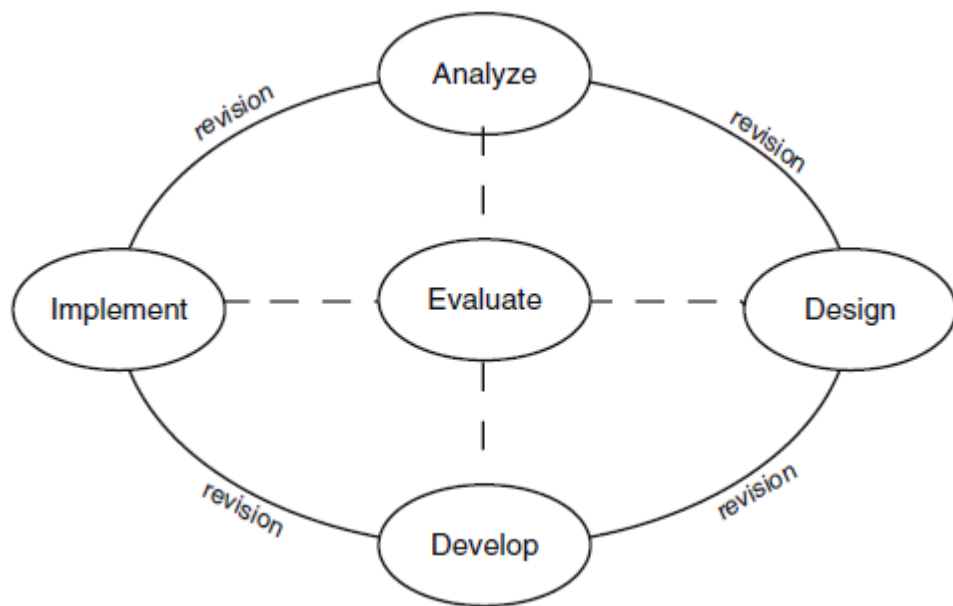 Analyze
revision
revision
Implement
Evaluate
Design
revision
revision
Develop